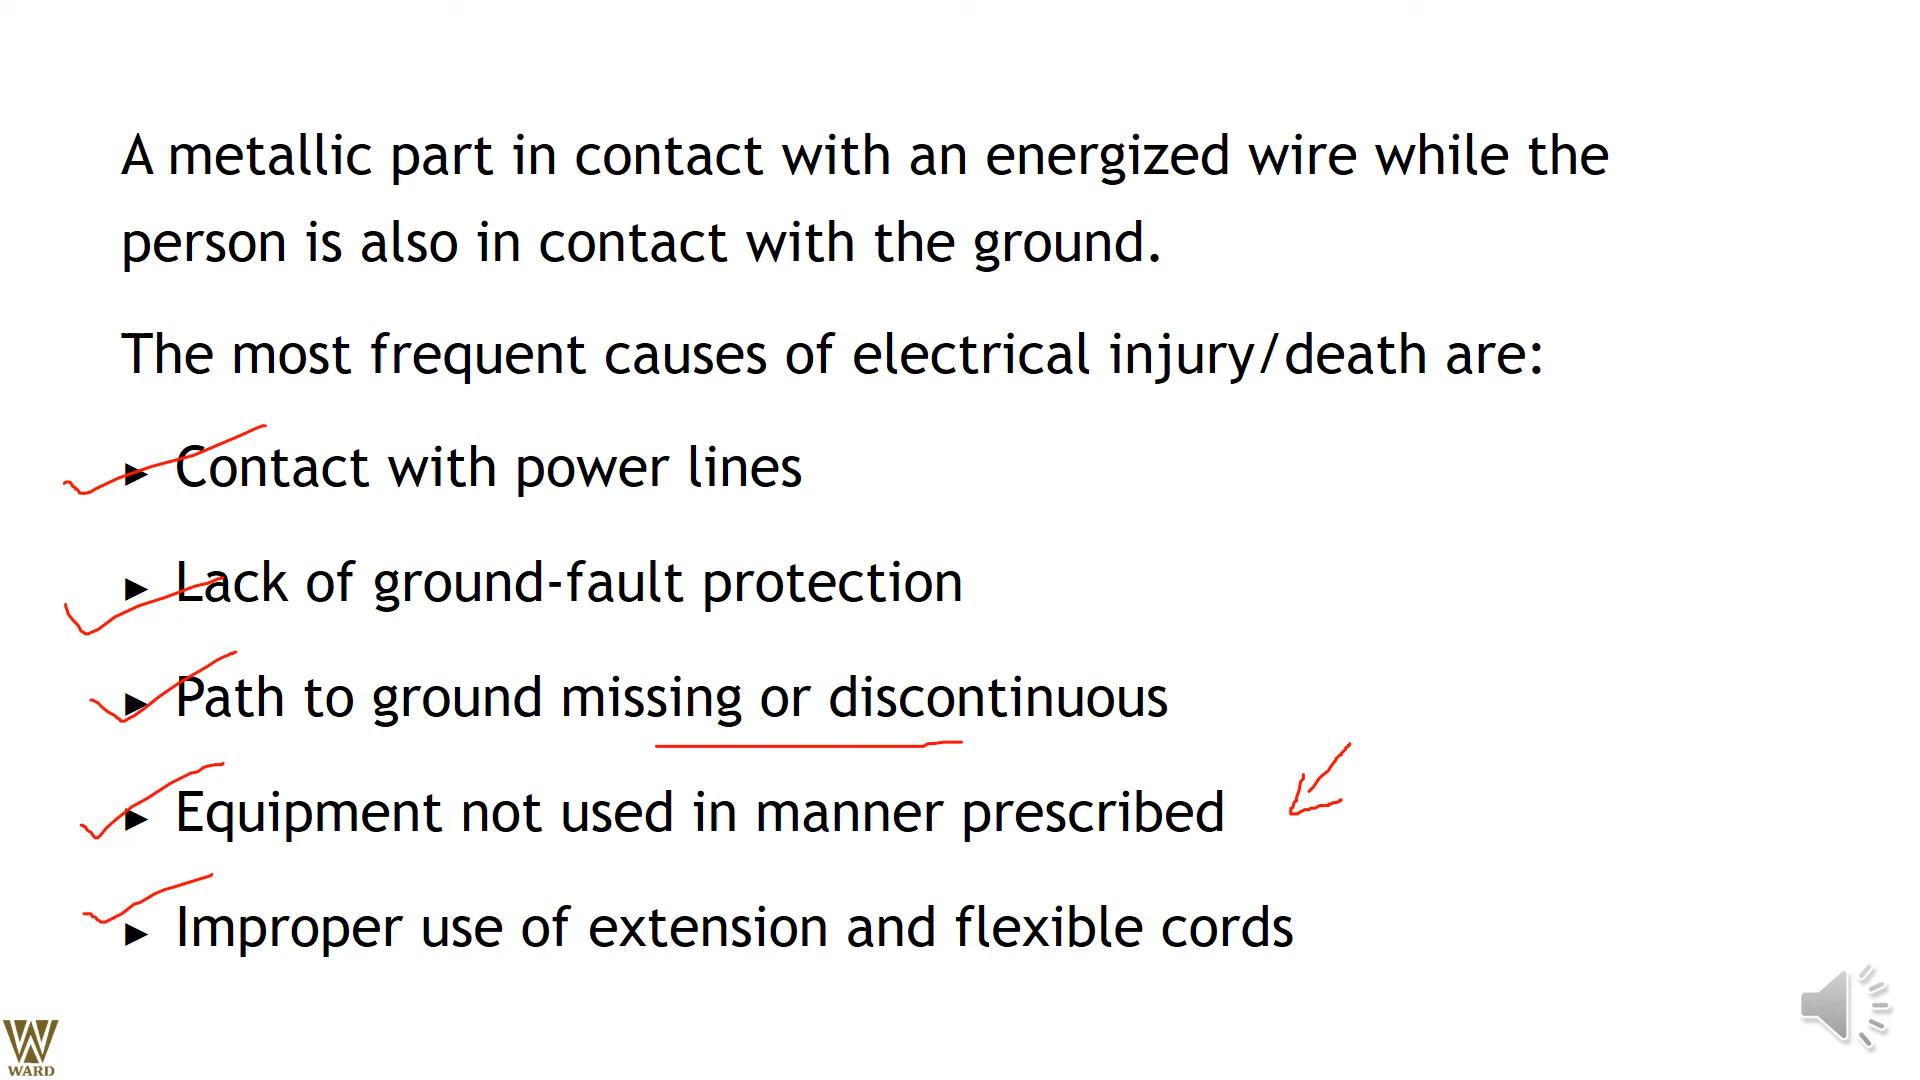 A metallic part in contact with an energized wire while the
person is also in contact with the ground.
The most frequent causes of electrical injury/death are:
► Contact with power lines
► Lack of ground-fault protection
► Path to ground missing or discontinuous
► Equipment not used in manner prescribed
► Improper use of extension and flexible cords
WARD